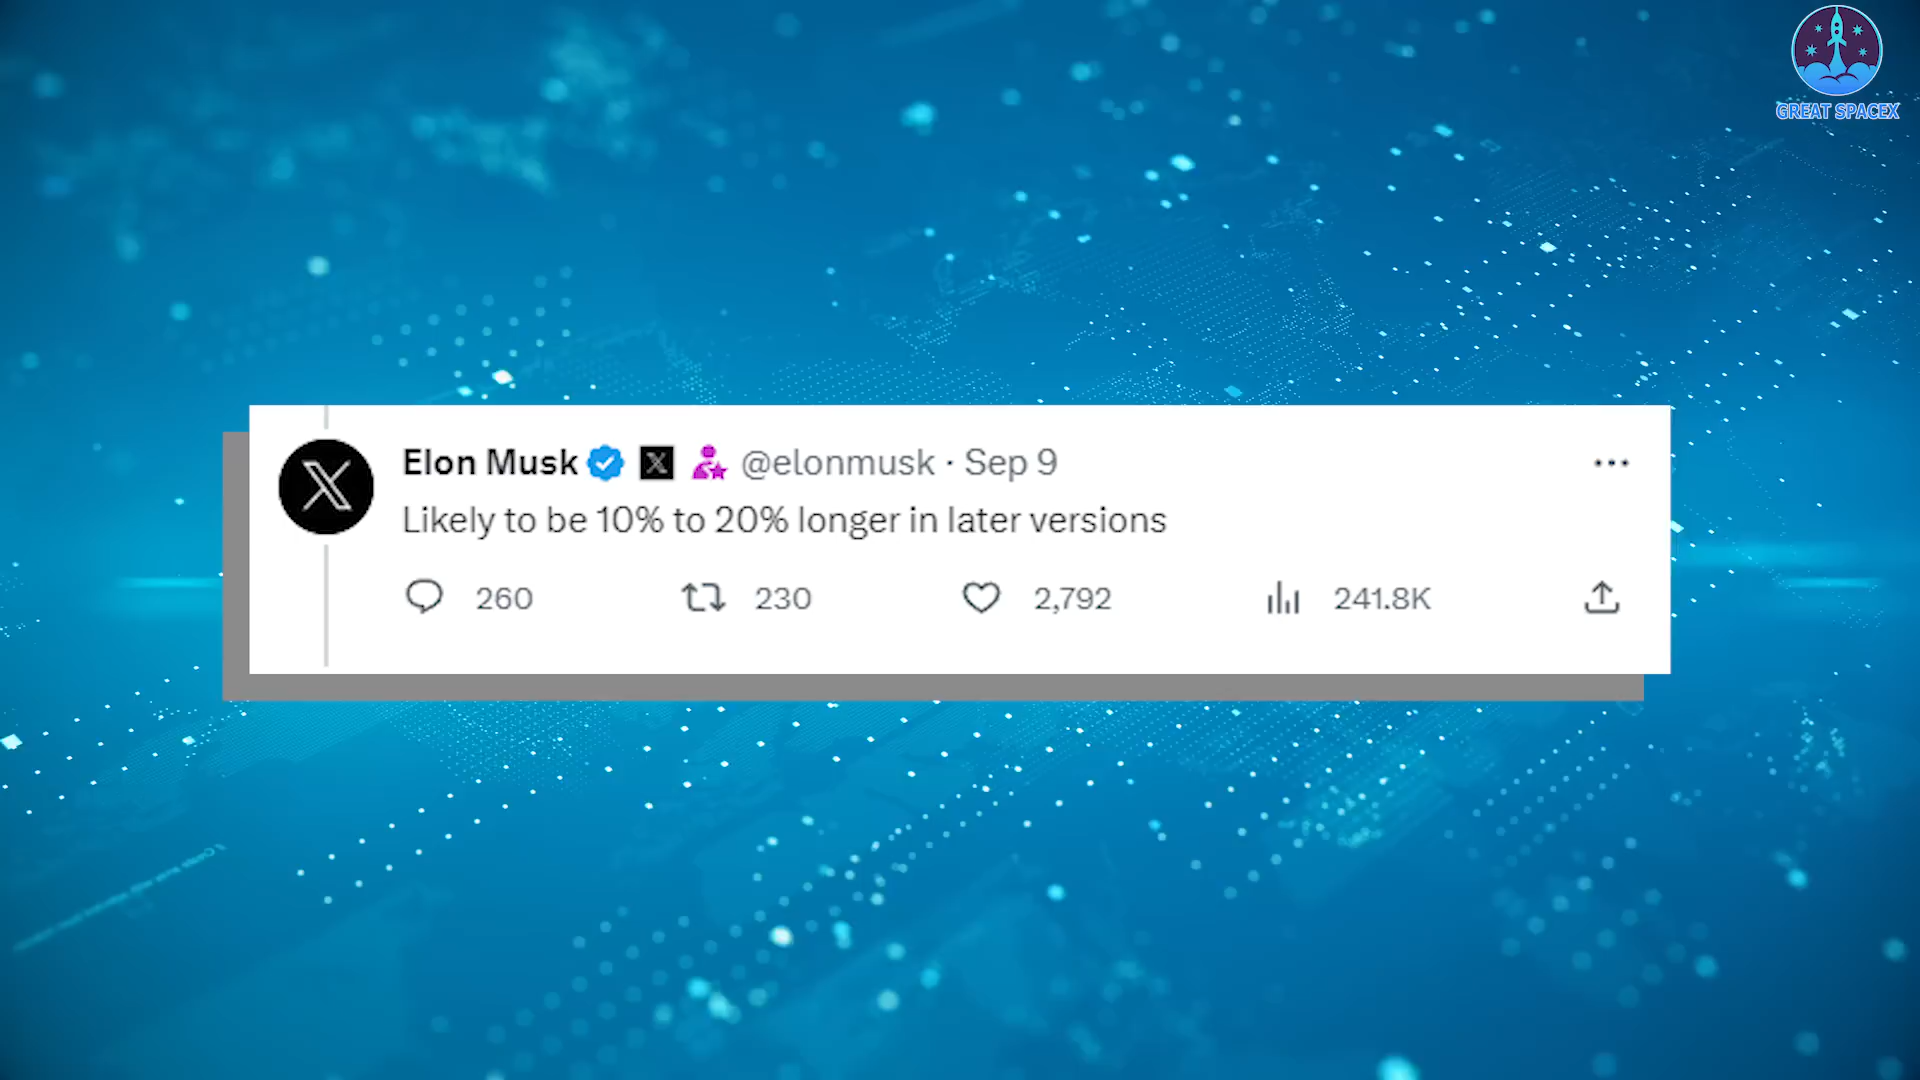 GREAT SPACEX
Elon Musk @elonmusk · Sep 9
Likely to be 10% to 20% longer in later versions
260 230 2,792 241.8K